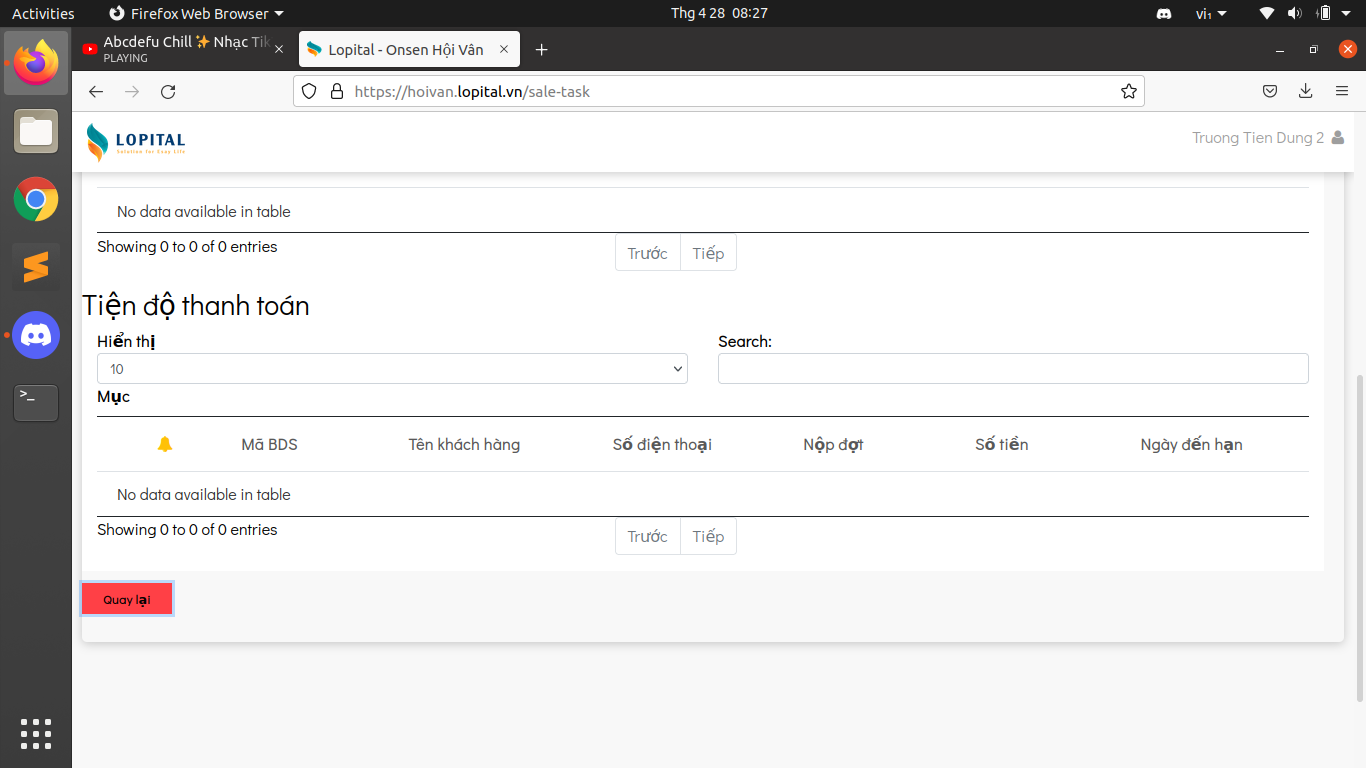 Activities
Firefox Web Browser
Thg 4 28 08:27
vi₁
Abcdefu Chill ✨ Nhạc Tik
PLAYING
Lopital - Onsen Hội Vân
https://hoivan.lopital.vn/sale-task
LOPITAL
Solution for Easy Life
Truong Tien Dung 2
No data available in table
Showing 0 to 0 of 0 entries
Trước Tiếp
Tiện độ thanh toán
Hiển thị
Search:
10
Mục
Mã BDS Tên khách hàng Số điện thoại Nộp đợt Số tiền Ngày đến hạn
No data available in table
Showing 0 to 0 of 0 entries
Trước Tiếp
Quay lại